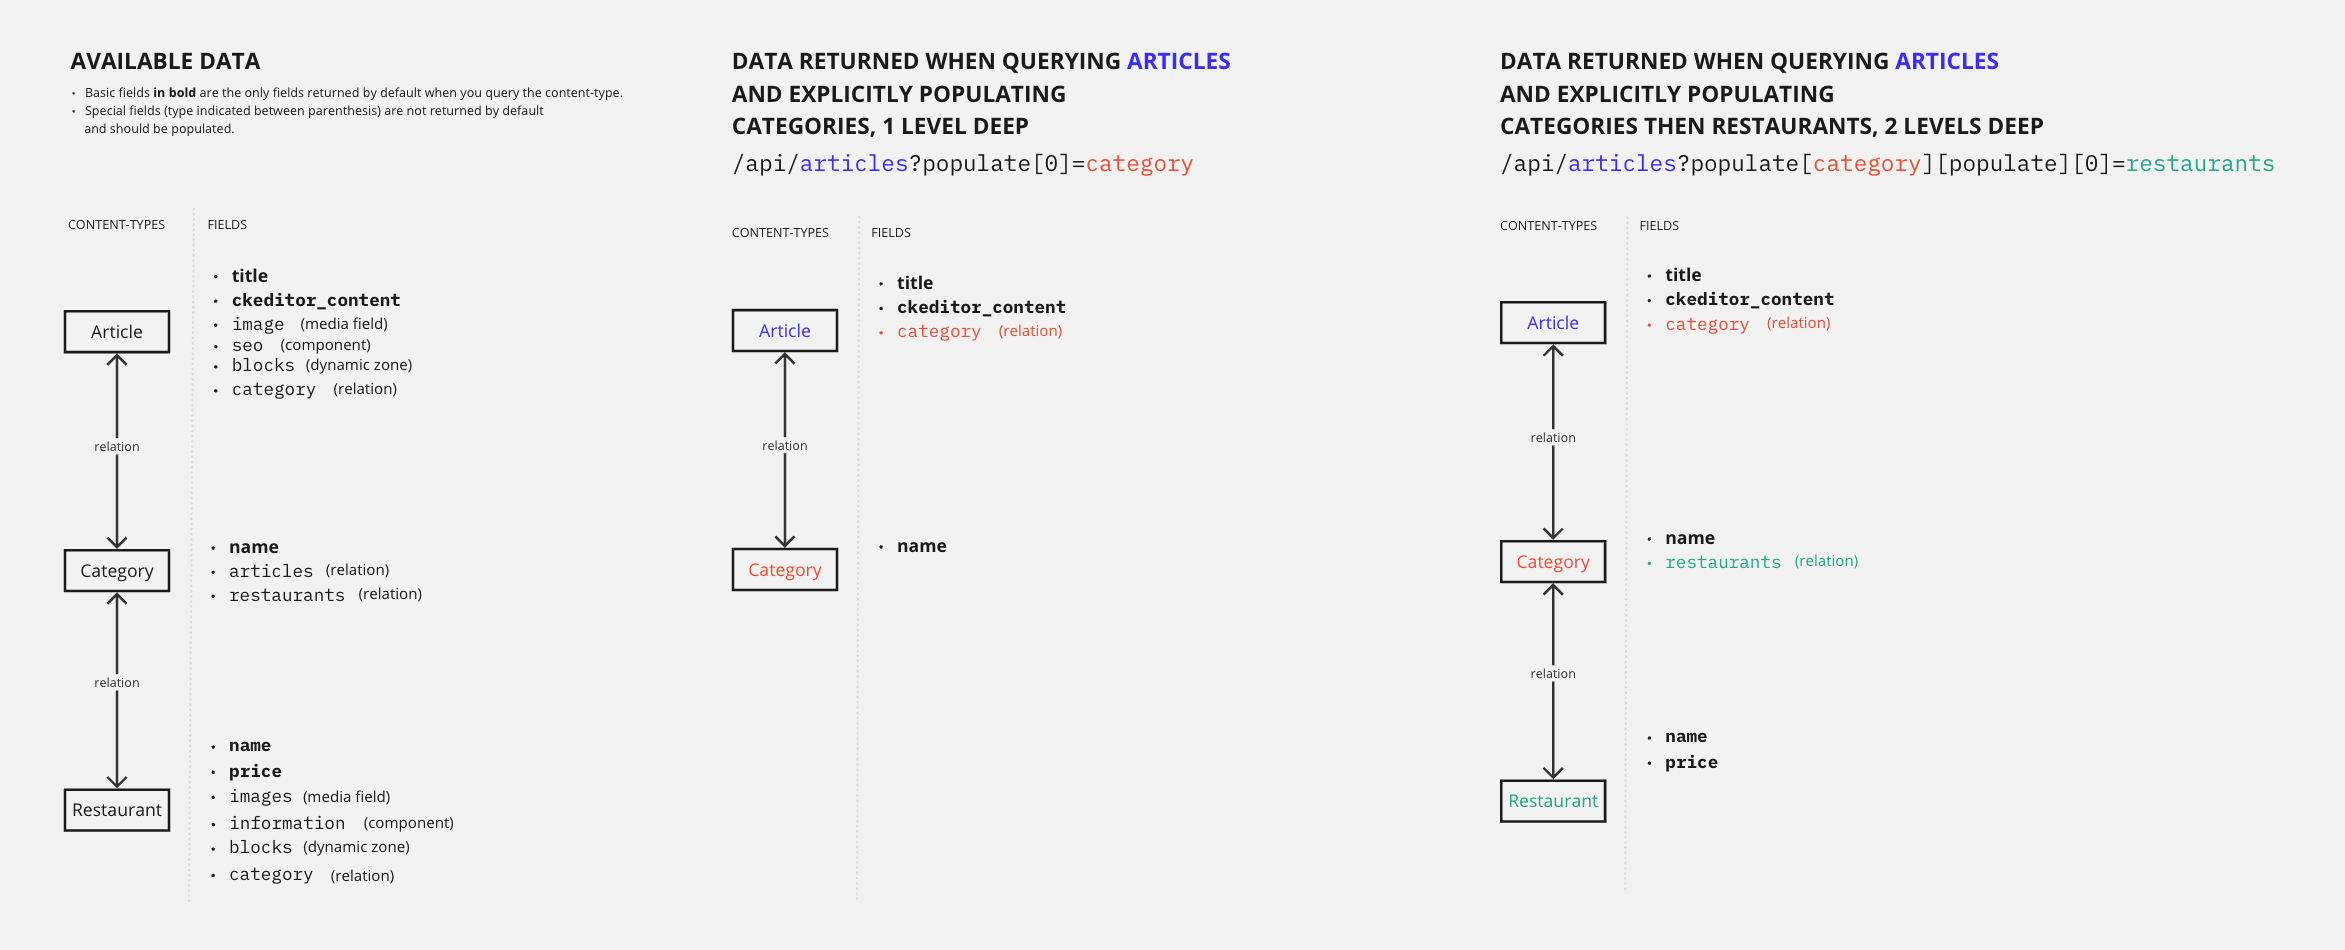 AVAILABLE DATA
• Basic fields in bold are the only fields returned by default when you query the content-type.
• Special fields (type indicated between parenthesis) are not returned by default
and should be populated.
CONTENT-TYPES
FIELDS
• title
• ckeditor_content
• image (media field)
• seo (component)
• blocks (dynamic zone)
• category (relation)
Article
relation
• name
• articles (relation)
• restaurants (relation)
Category
relation
• name
• price
• images (media field)
• information (component)
• blocks (dynamic zone)
• category (relation)
Restaurant
DATA RETURNED WHEN QUERYING ARTICLES
AND EXPLICITLY POPULATING
CATEGORIES, 1 LEVEL DEEP
/api/articles?populate[0]=category
CONTENT-TYPES
FIELDS
• title
• ckeditor_content
• category (relation)
Article
relation
• name
Category
DATA RETURNED WHEN QUERYING ARTICLES
AND EXPLICITLY POPULATING
CATEGORIES THEN RESTAURANTS, 2 LEVELS DEEP
/api/articles?populate[category][populate][0]=restaurants
CONTENT-TYPES
FIELDS
• title
• ckeditor_content
• category (relation)
Article
relation
• name
• restaurants (relation)
Category
relation
• name
• price
Restaurant